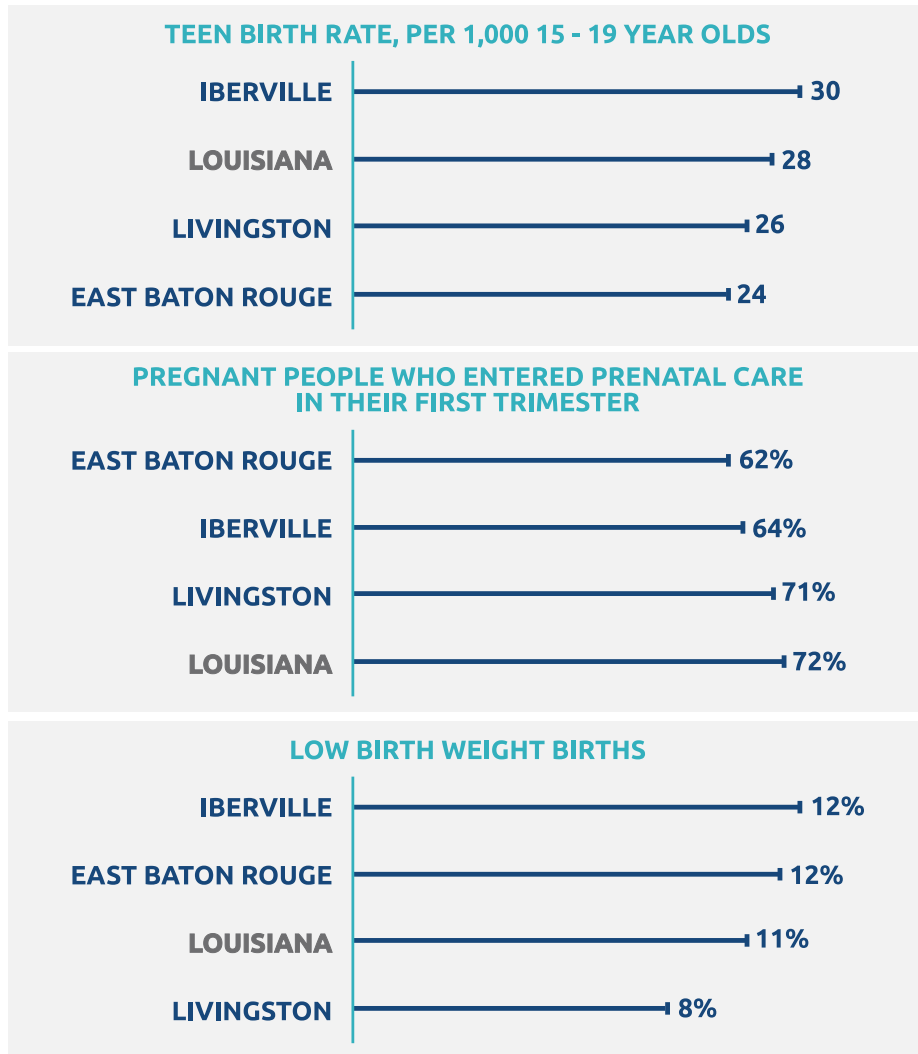 TEEN BIRTH RATE, PER 1,000 15 - 19 YEAR OLDS
IBERVILLE 30
LOUISIANA 28
LIVINGSTON 26
EAST BATON ROUGE 24
PREGNANT PEOPLE WHO ENTERED PRENATAL CARE
IN THEIR FIRST TRIMESTER
EAST BATON ROUGE 62%
IBERVILLE 64%
LIVINGSTON 71%
LOUISIANA 72%
LOW BIRTH WEIGHT BIRTHS
IBERVILLE 12%
EAST BATON ROUGE 12%
LOUISIANA 11%
LIVINGSTON 8%